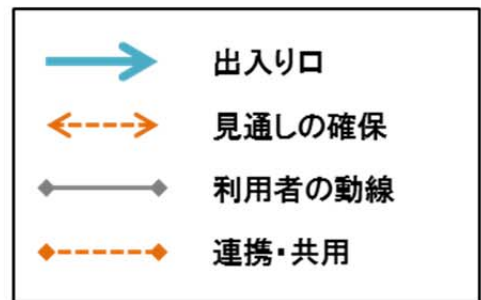 出入り口
見通しの確保
利用者の動線
連携・共用